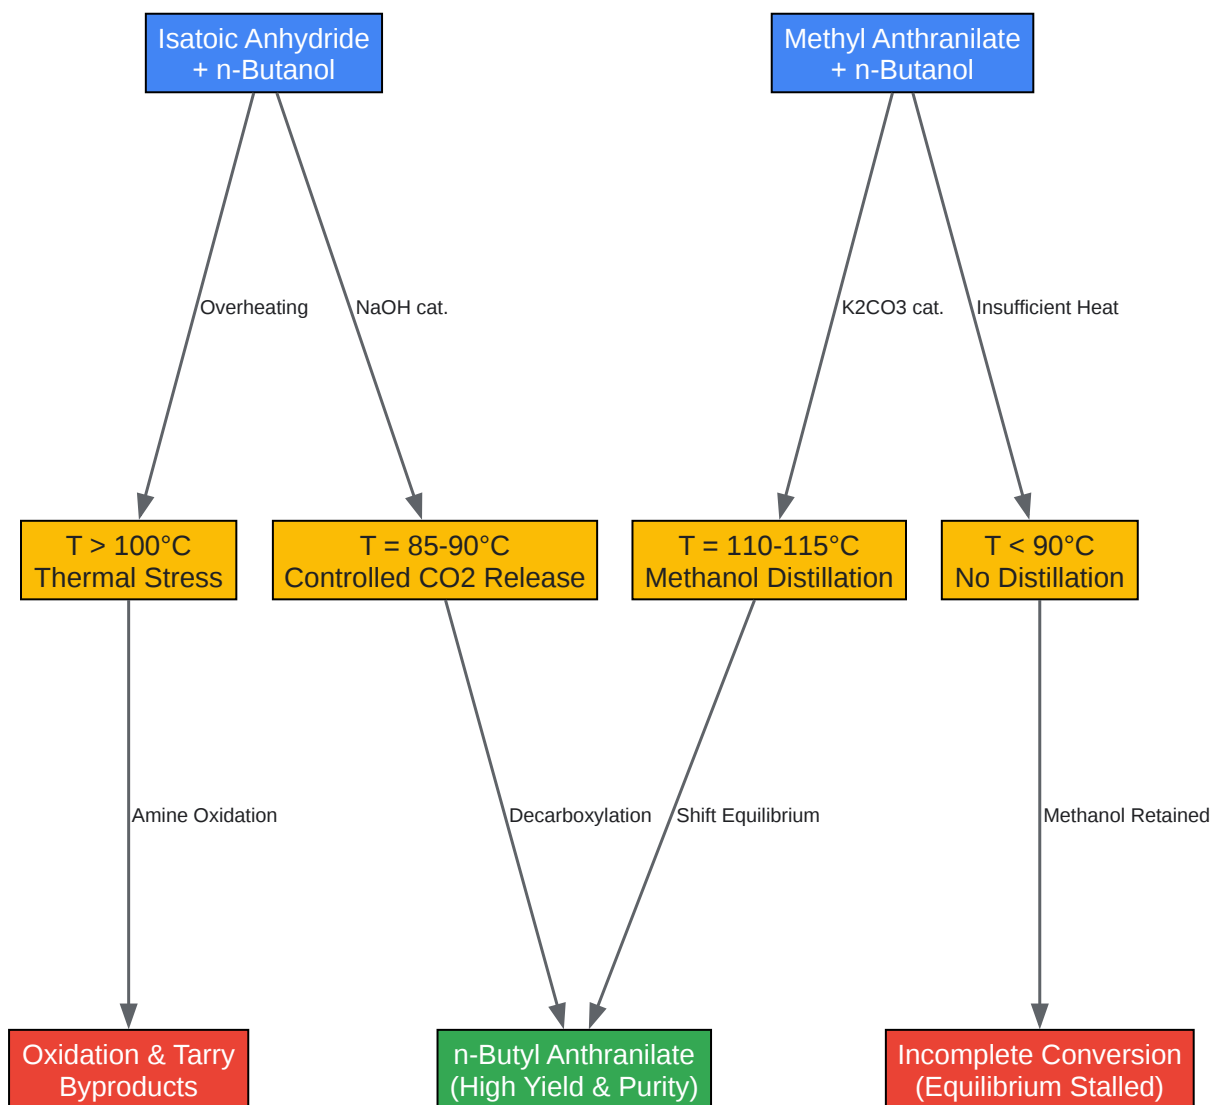 Isatoic Anhydride
+ n-Butanol
Methyl Anthranilate
+ n-Butanol
Overheating
NaOH cat.
K2CO3 cat.
Insufficient Heat
T > 100°C
Thermal Stress
T = 85-90°C
Controlled CO2 Release
T = 110-115°C
Methanol Distillation
T < 90°C
No Distillation
Amine Oxidation
Decarboxylation
Shift Equilibrium
Methanol Retained
Oxidation & Tarry
Byproducts
n-Butyl Anthranilate
(High Yield & Purity)
Incomplete Conversion
(Equilibrium Stalled)